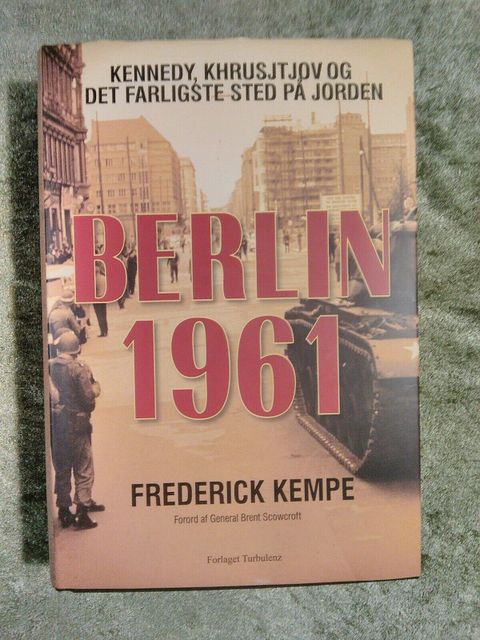 KENNEDY, KHRUSJTJOV OG
DET FARLIGSTE STED PÅ JORDEN
BERLIN
1961
FREDERICK KEMPE
Forord af General Brent Scowcroft
Forlaget Turbulenz